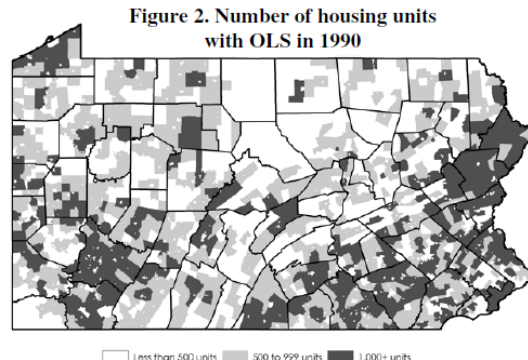 Figure 2. Number of housing units
with OLS in 1990
Less than 500 units 500 to 999 units 1,000+ units